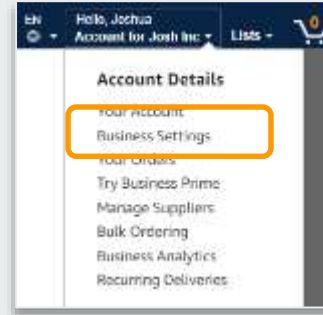 EN
Hello, Joshua
Account for Josh Inc
Lists
0
Account Details
Your Account
Business Settings
Your Orders
Try Business Prime
Manage Suppliers
Bulk Ordering
Business Analytics
Recurring Deliveries